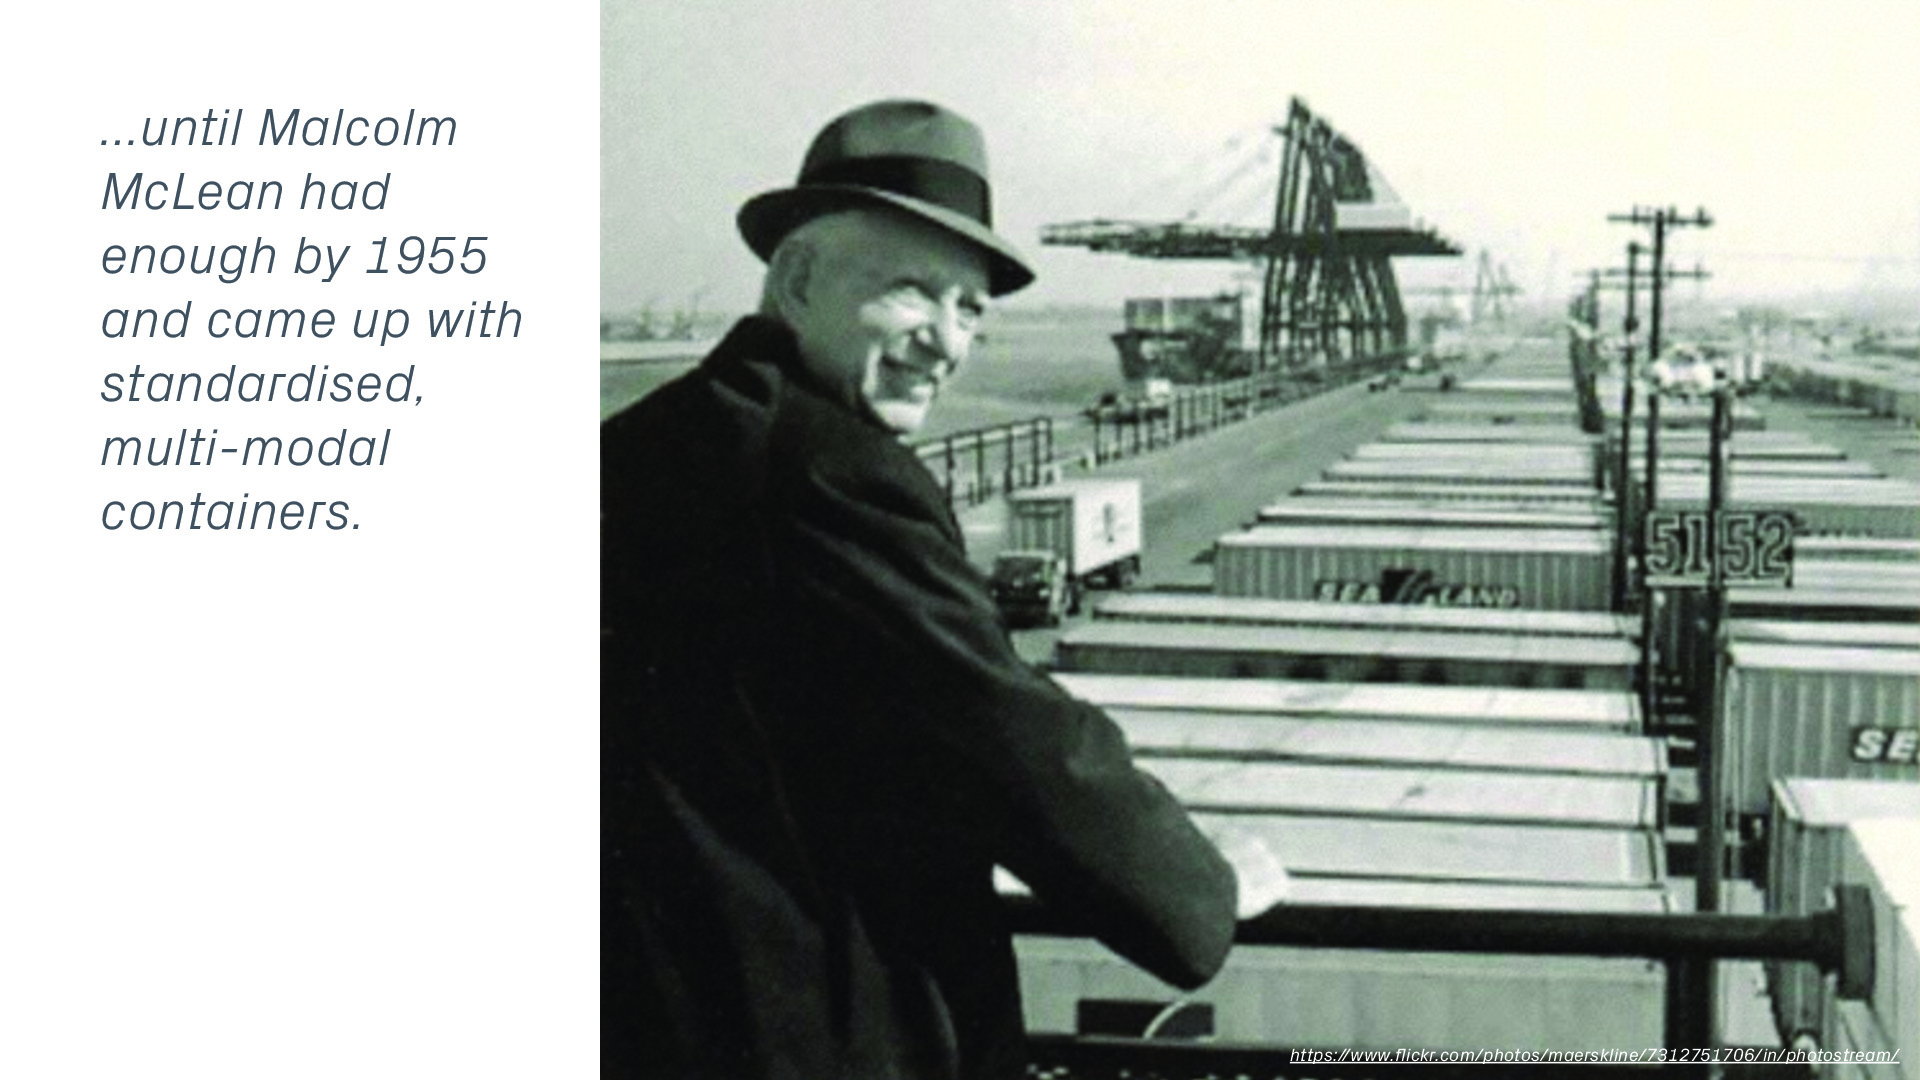 ...until Malcolm
McLean had
enough by 1955
and came up with
standardised,
multi-modal
containers.
SEA LAND
51 52
SE
https://www.flickr.com/photos/maerskline/7312751706/in/photostream/